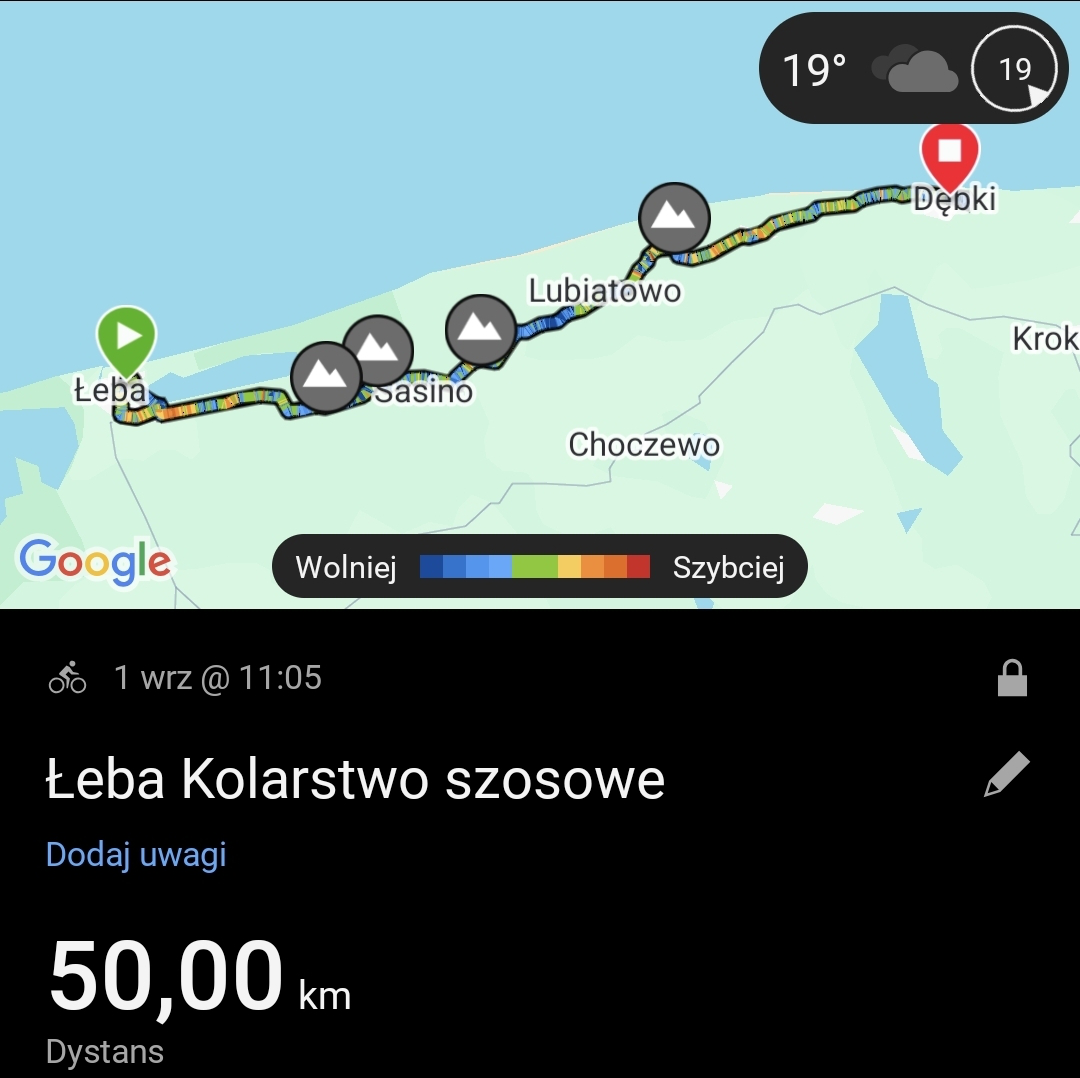 19°
19
Dębki
Lubiatowo
Krok
Łeba
Sasino
Choczewo
Google
Wolniej
Szybciej
1 wrz @ 11:05
Łeba Kolarstwo szosowe
Dodaj uwagi
50,00 km
Dystans